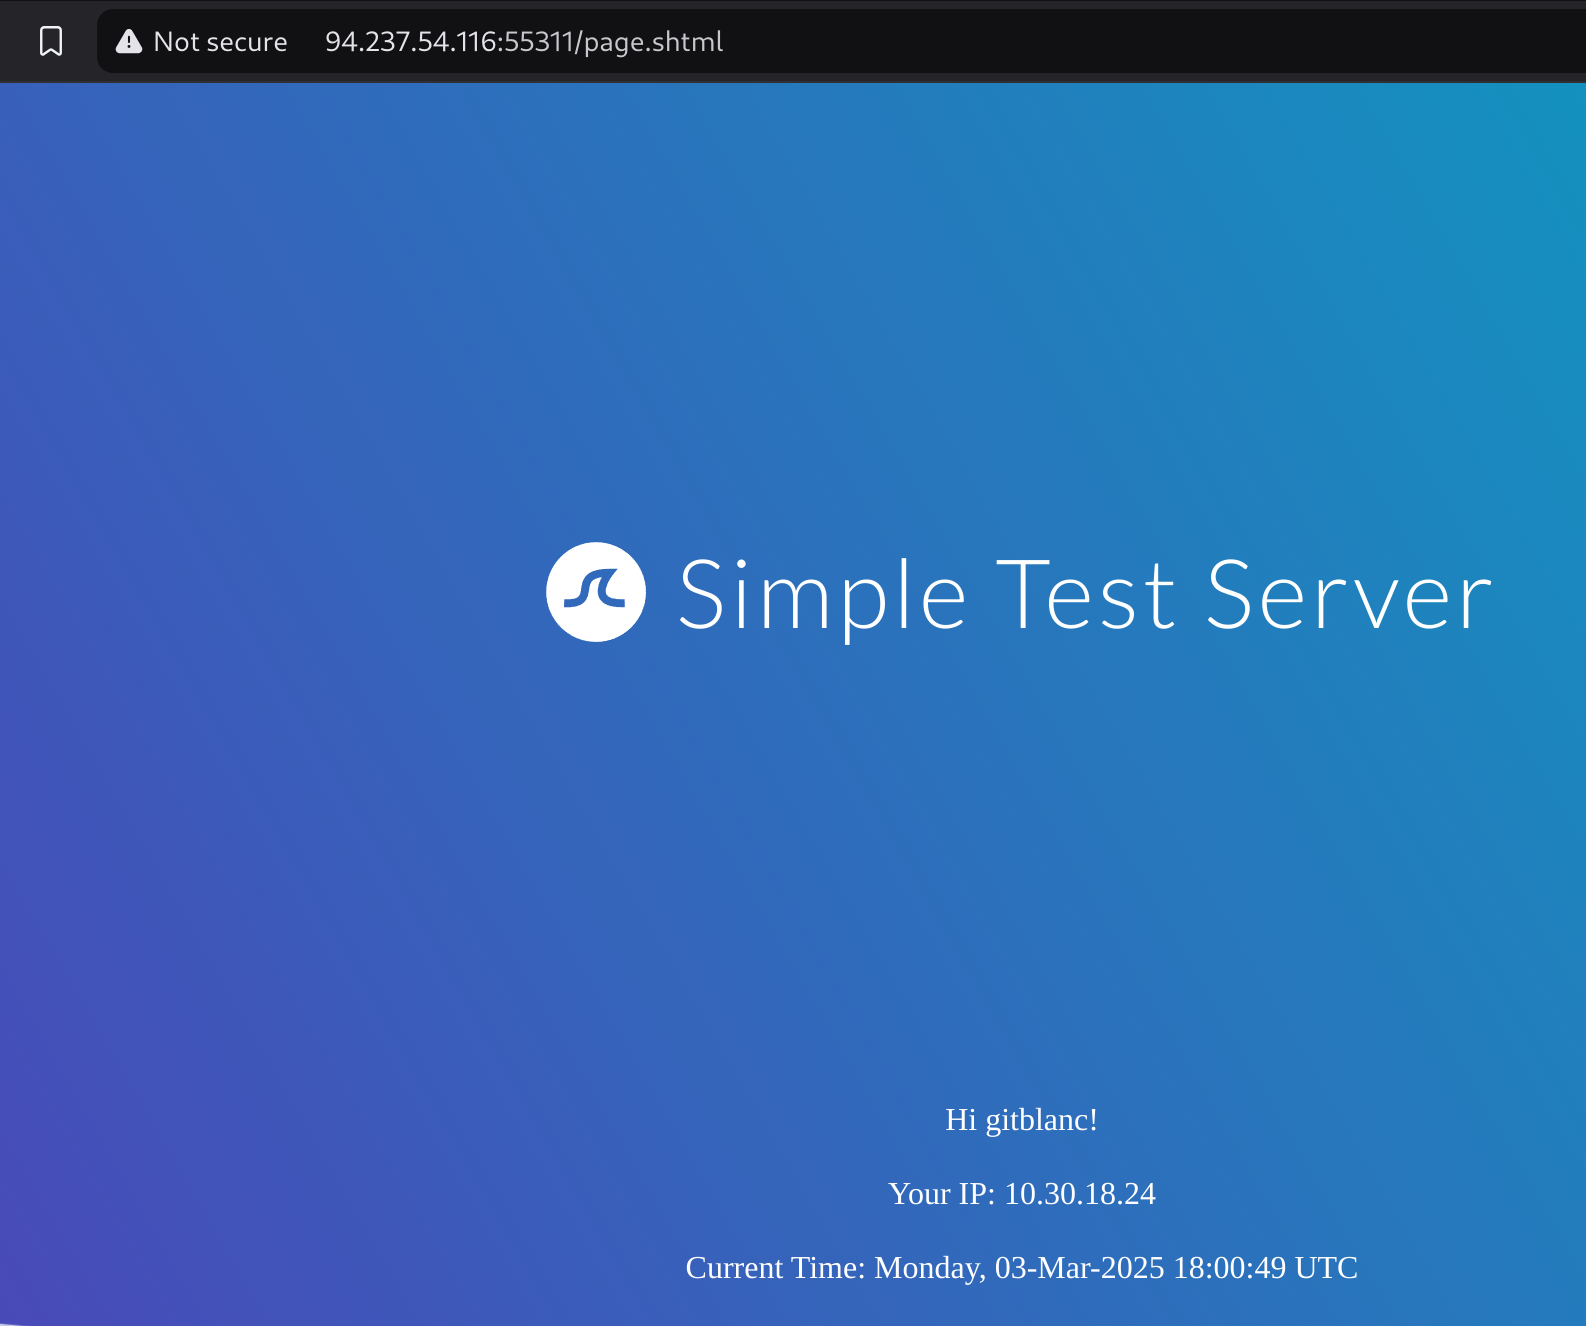 Not secure 94.237.54.116:55311/page.shtml
Simple Test Server
Hi gitblanc!
Your IP: 10.30.18.24
Current Time: Monday, 03-Mar-2025 18:00:49 UTC